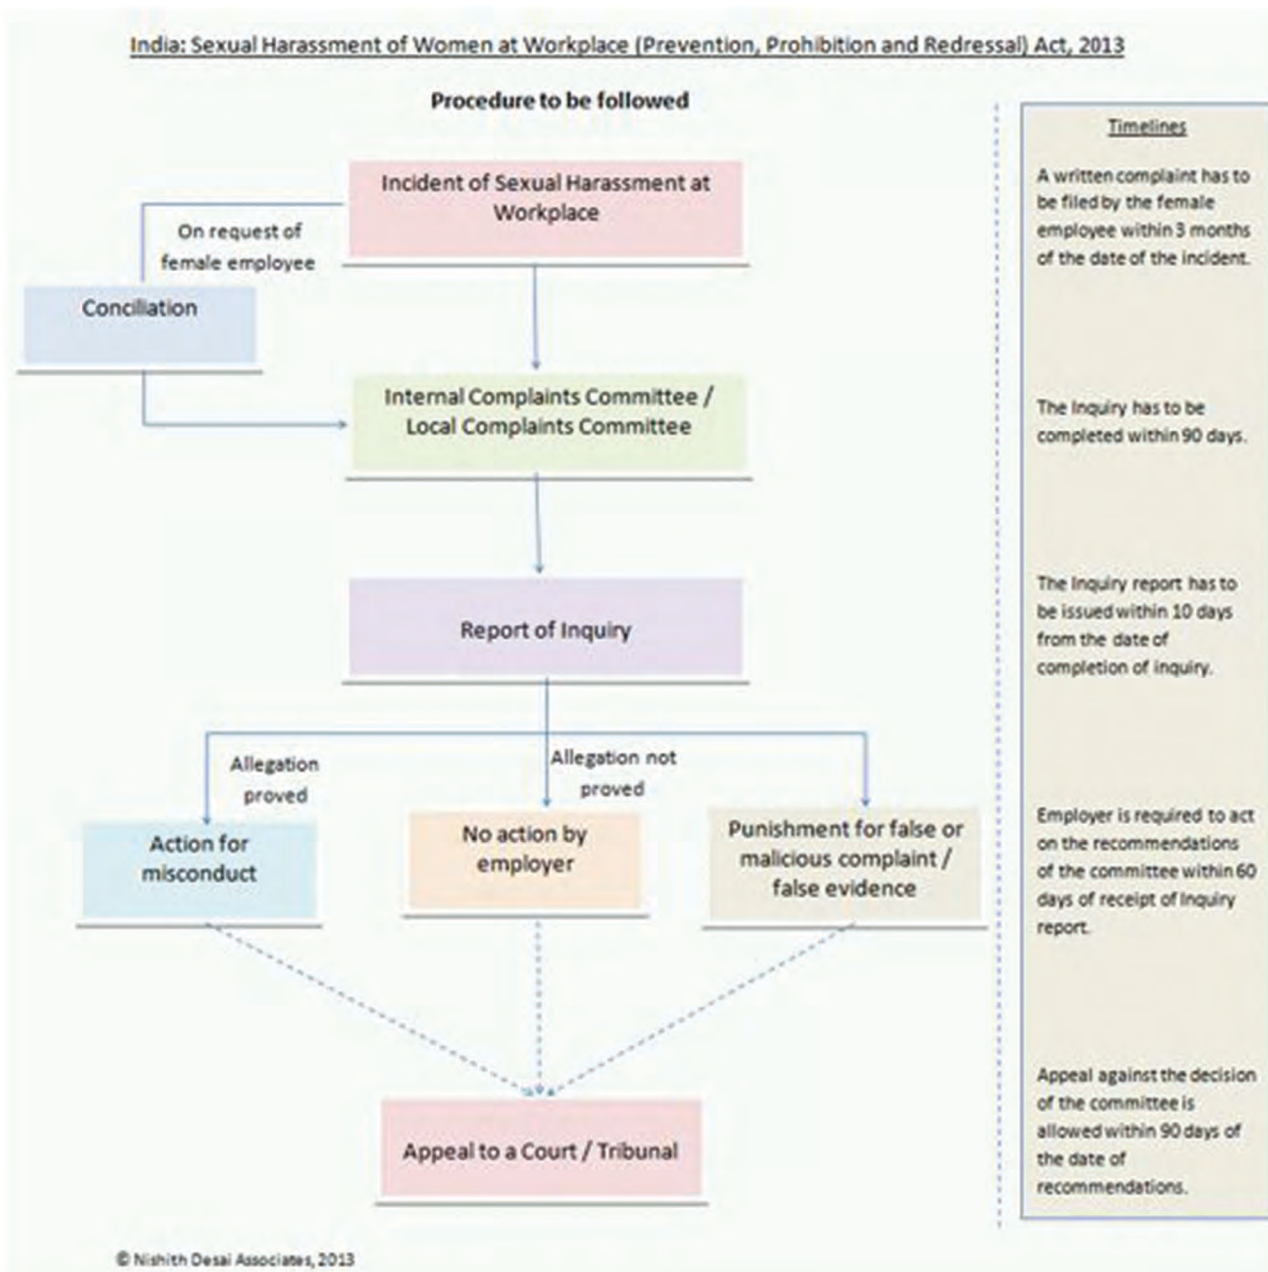 India: Sexual Harassment of Women at Workplace (Prevention, Prohibition and Redressal) Act, 2013
Procedure to be followed
Incident of Sexual Harassment at
Workplace
On request of
female employee
Conciliation
Internal Complaints Committee /
Local Complaints Committee
Report of Inquiry
Allegation
proved
Allegation not
proved
Action for
misconduct
No action by
employer
Punishment for false or
malicious complaint /
false evidence
Appeal to a Court / Tribunal
Timelines
A written complaint has to
be filed by the female
employee within 3 months
of the date of the incident.
The Inquiry has to be
completed within 90 days.
The Inquiry report has to
be issued within 10 days
from the date of
completion of inquiry.
Employer is required to act
on the recommendations
of the committee within 60
days of receipt of Inquiry
report.
Appeal against the decision
of the committee is
allowed within 90 days of
the date of
recommendations.
© Nishith Desai Associates, 2013